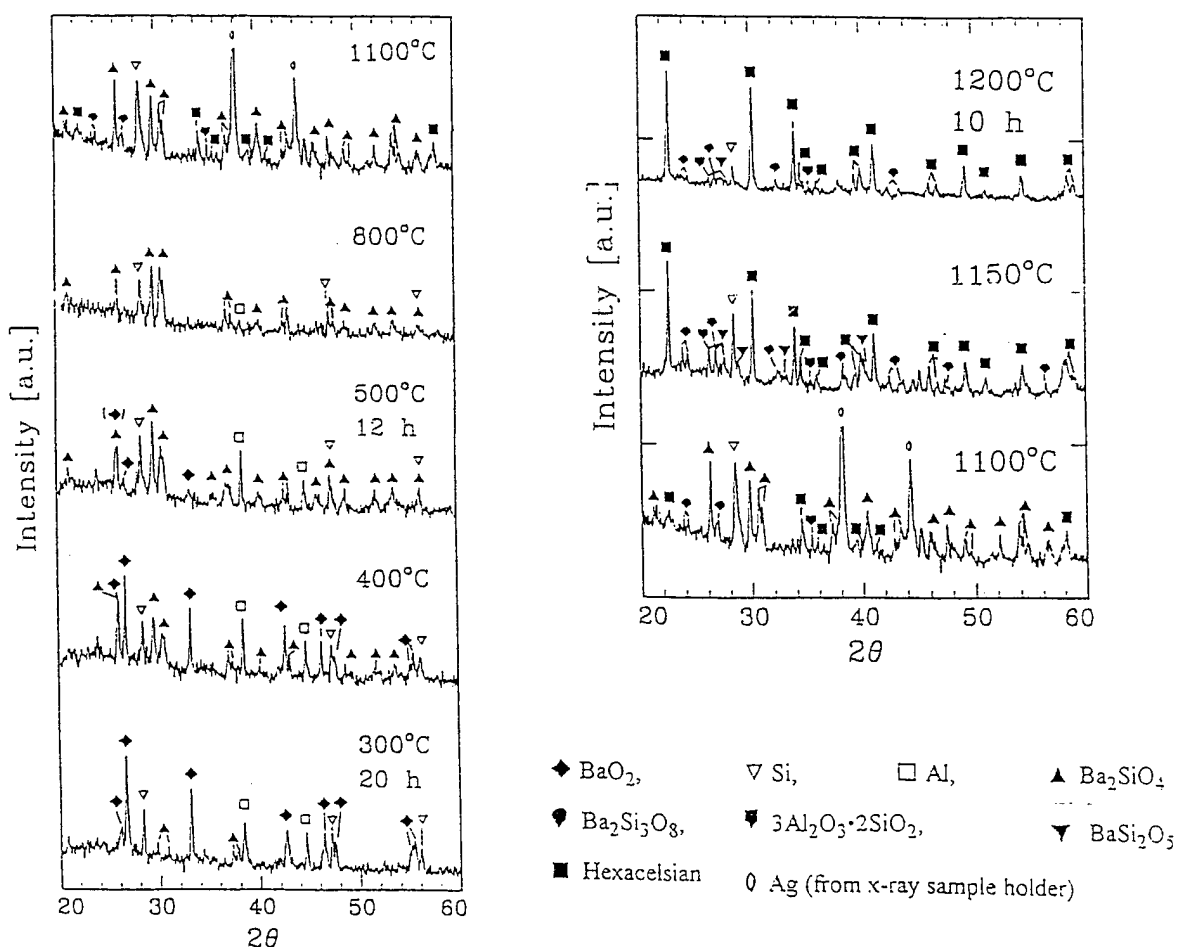 Intensity [a.u.]
1100°C
800°C
500°C
12 h
400°C
300°C
20 h
20 30 40 50 60
2θ
Intensity [a.u.]
1200°C
10 h
1150°C
1100°C
20 30 40 50 60
2θ
BaO₂, Si, Al, Ba₂SiO₄
Ba₂Si₃O₈, 3Al₂O₃•2SiO₂, BaSi₂O₅
Hexacelsian Ag (from x-ray sample holder)